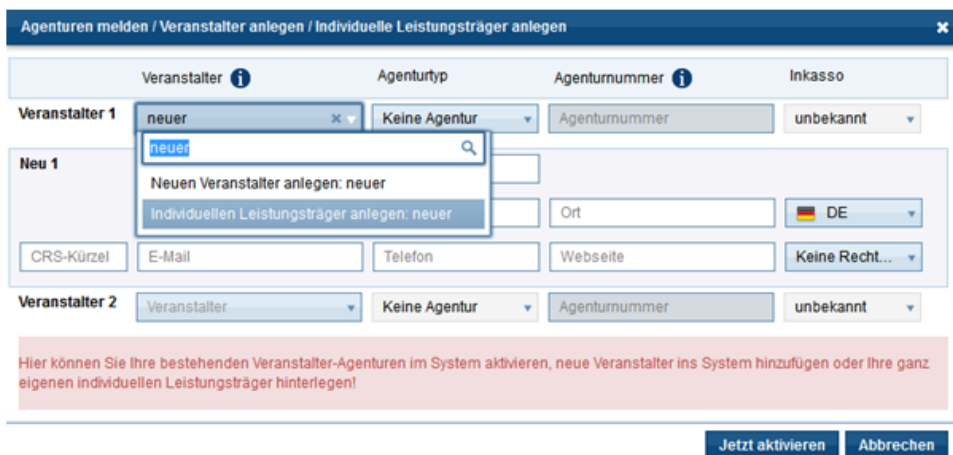 Agenturen melden / Veranstalter anlegen / Individuelle Leistungsträger anlegen
Veranstalter Agenturtyp Agenturnummer Inkasso
Veranstalter 1 neuer Keine Agentur Agenturnummer unbekannt
neuer
Neu 1
Neuen Veranstalter anlegen: neuer
Individuellen Leistungsträger anlegen: neuer Ort DE
CRS-Kürzel E-Mail Telefon Webseite Keine Recht...
Veranstalter 2 Veranstalter Keine Agentur Agenturnummer unbekannt
Hier können Sie Ihre bestehenden Veranstalter-Agenturen im System aktivieren, neue Veranstalter ins System hinzufügen oder Ihre ganz
eigenen individuellen Leistungsträger hinterlegen!
Jetzt aktivieren Abbrechen